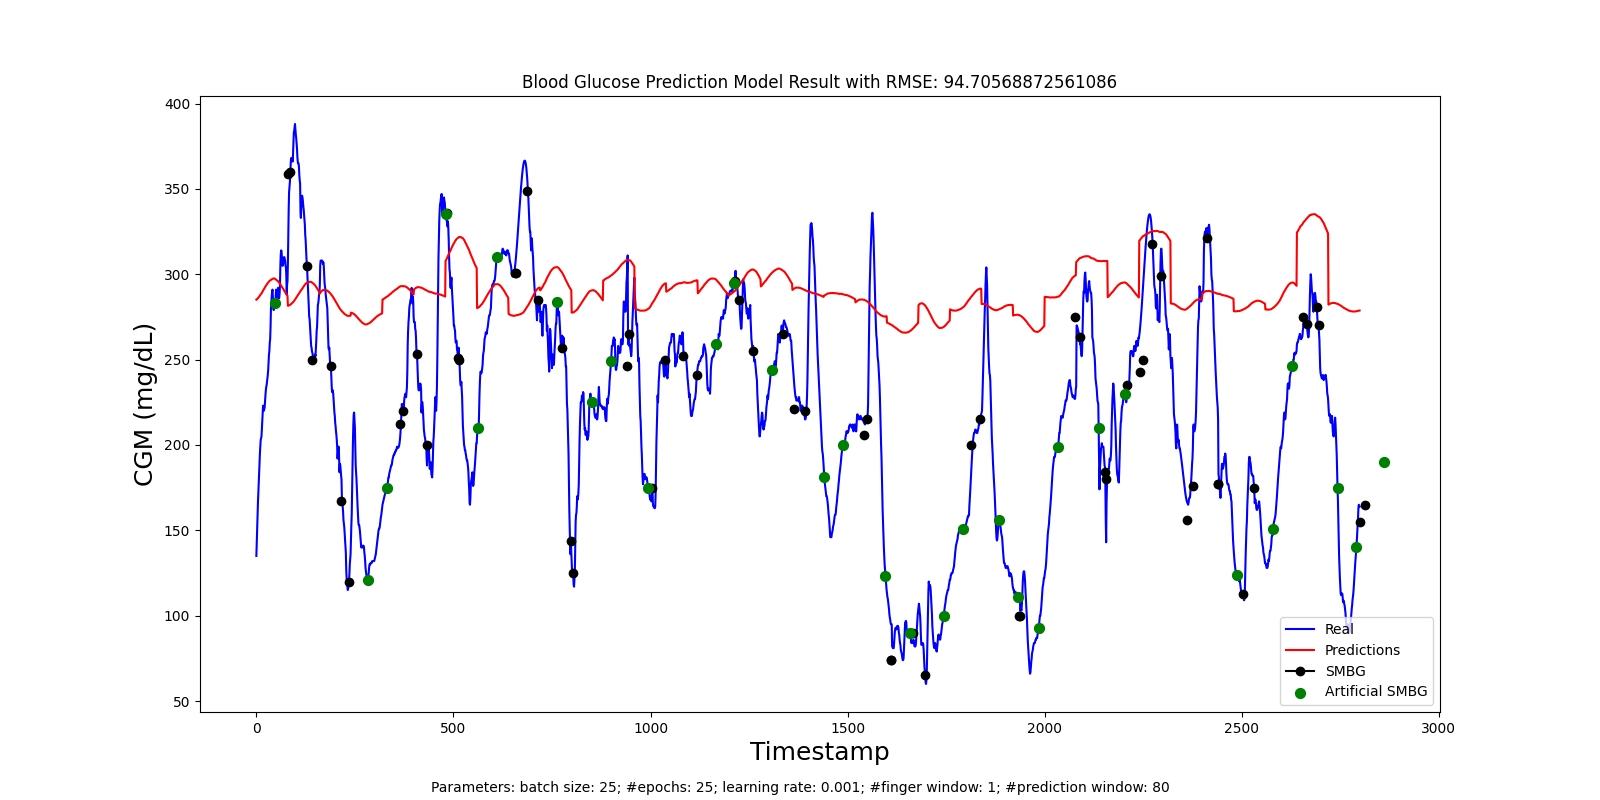 Blood Glucose Prediction Model Result with RMSE: 94.70568872561086
400
350
300
250
200
150
100
50
CGM (mg/dL)
0 500 1000 1500 2000 2500 3000
Timestamp
Real
Predictions
SMBG
Artificial SMBG
Parameters: batch size: 25; #epochs: 25; learning rate: 0.001; #finger window: 1; #prediction window: 80